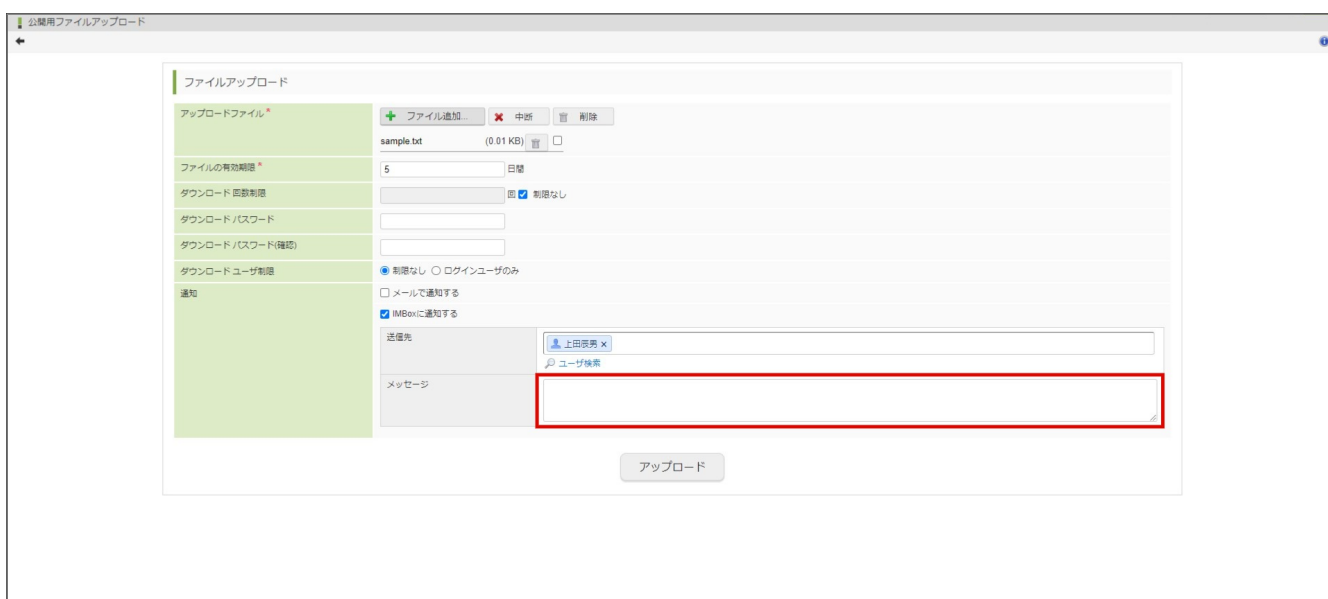 公開用ファイルアップロード
ファイルアップロード
アップロードファイル *
ファイル追加... 中断 削除
sample.txt (0.01 KB)
ファイルの有効期限 * 5 日間
ダウンロード 回数制限 回 制限なし
ダウンロード パスワード
ダウンロード パスワード(確認)
ダウンロード ユーザ制限 制限なし ログインユーザのみ
通知 メールで通知する
IMBoxに通知する
送信先 上田辰男 ×
ユーザ検索
メッセージ
アップロード